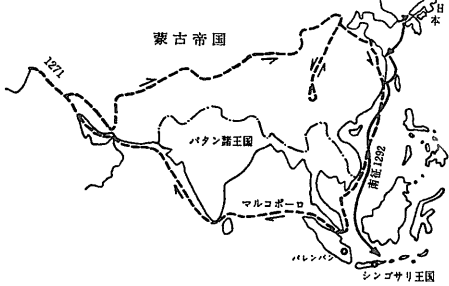 日本
蒙古帝国
1271
パタン諸王国
南征1292
マルコポーロ
パレンバン
シンゴサリ王国